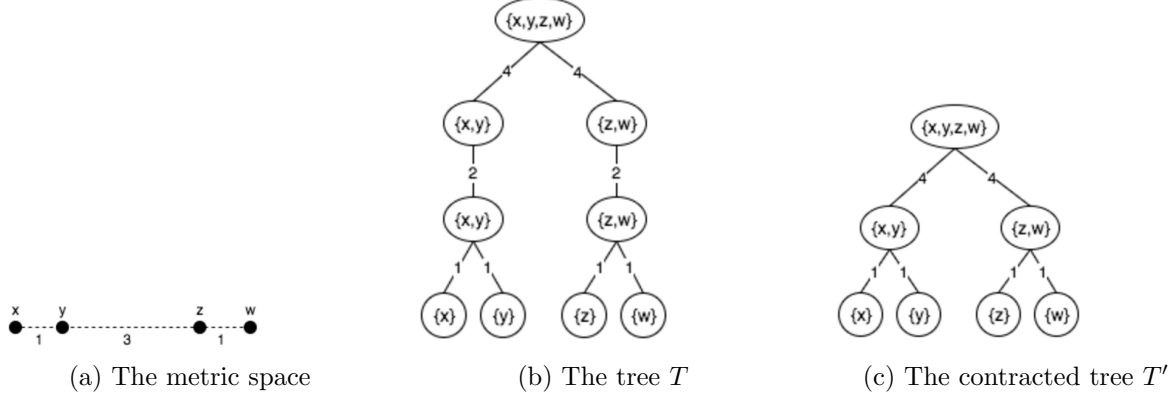 x y z w
1 3 1
(a) The metric space
{x,y,z,w}
4 4
{x,y} {z,w}
2 2
{x,y} {z,w}
1 1 1 1
{x} {y} {z} {w}
(b) The tree T
{x,y,z,w}
4 4
{x,y} {z,w}
1 1 1 1
{x} {y} {z} {w}
(c) The contracted tree T′